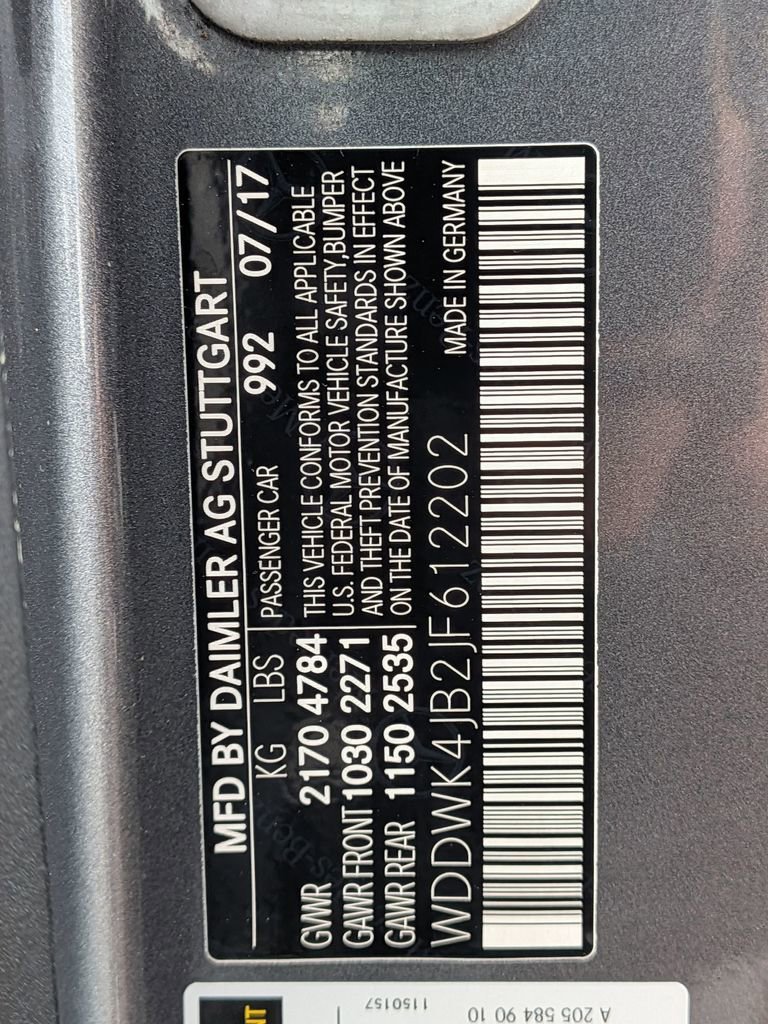 MFD BY DAIMLER AG STUTTGART
KG LBS PASSENGER CAR 992 07/17
GVWR 2170 4784 THIS VEHICLE CONFORMS TO ALL APPLICABLE
GAWR FRONT 1030 2271 U.S. FEDERAL MOTOR VEHICLE SAFETY,BUMPER
AND THEFT PREVENTION STANDARDS IN EFFECT
GAWR REAR 1150 2535 ON THE DATE OF MANUFACTURE SHOWN ABOVE
WDDWK4JB2JF612202 MADE IN GERMANY
A 205 584 90 10
1150157